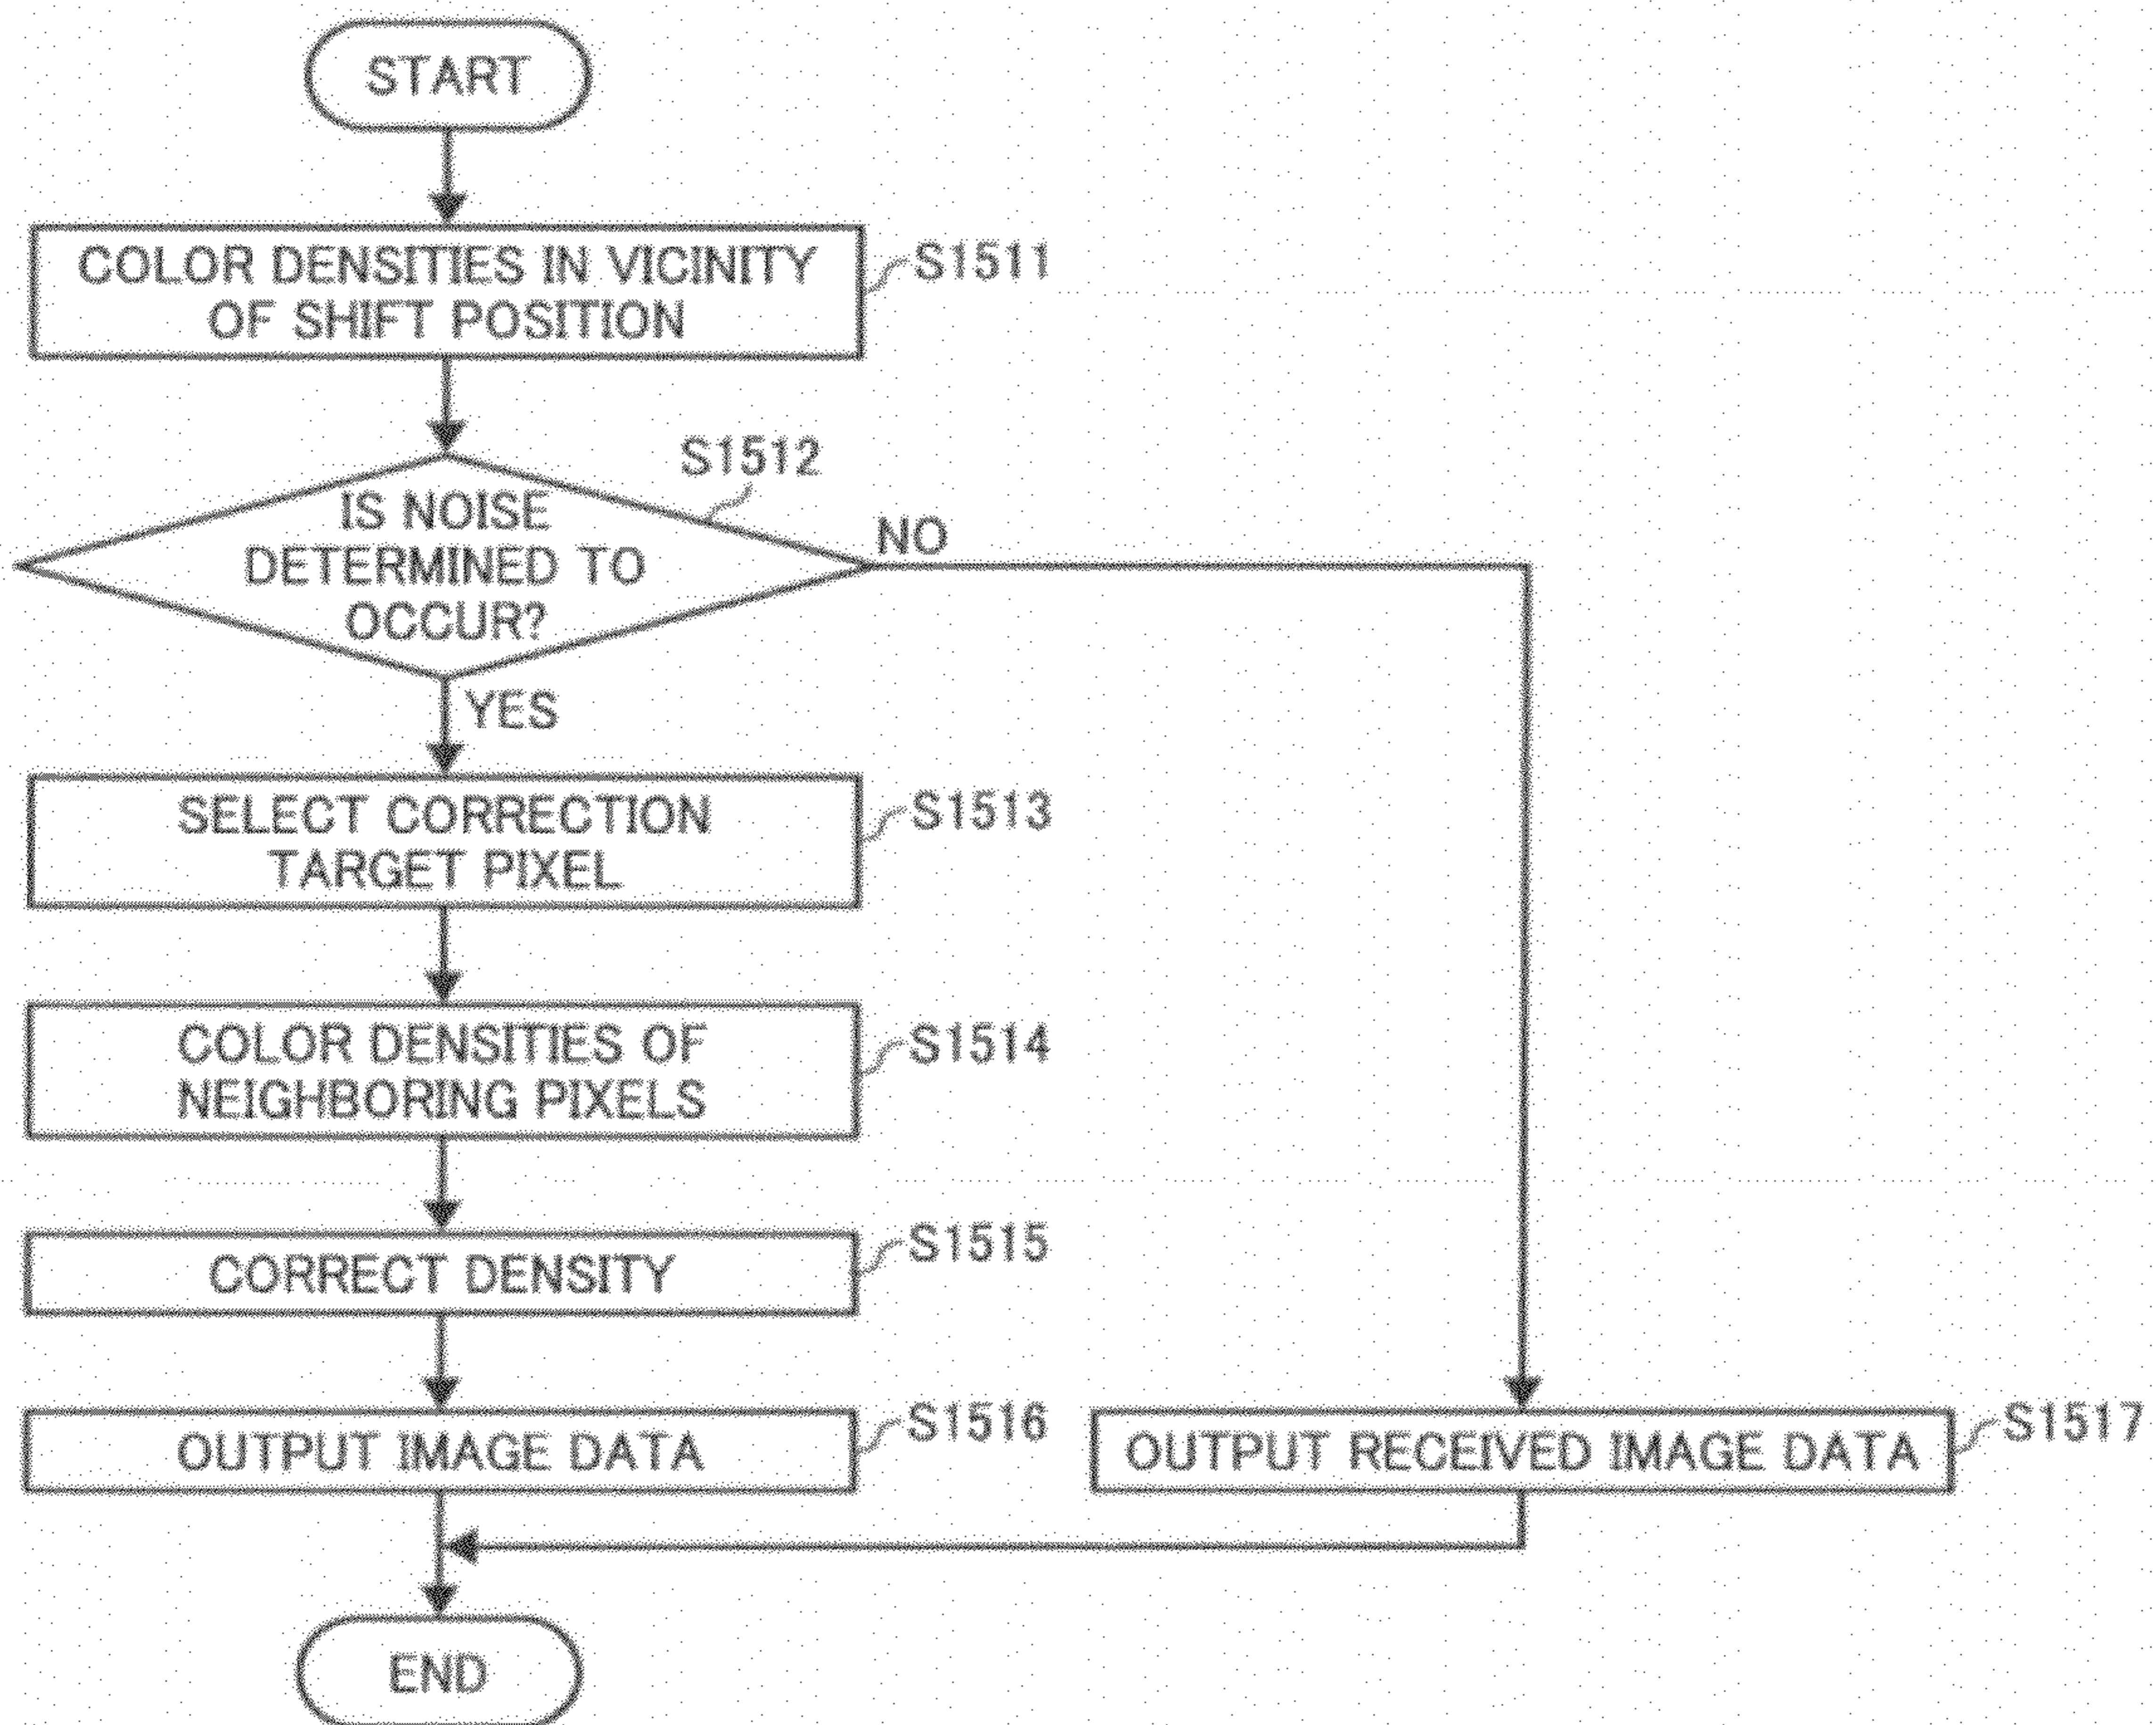 START
COLOR DENSITIES IN VICINITY
OF SHIFT POSITION
S1511
S1512
IS NOISE
DETERMINED TO
OCCUR?
NO
YES
SELECT CORRECTION
TARGET PIXEL
S1513
COLOR DENSITIES OF
NEIGHBORING PIXELS
S1514
CORRECT DENSITY
S1515
OUTPUT IMAGE DATA
S1516
OUTPUT RECEIVED IMAGE DATA
S1517
END